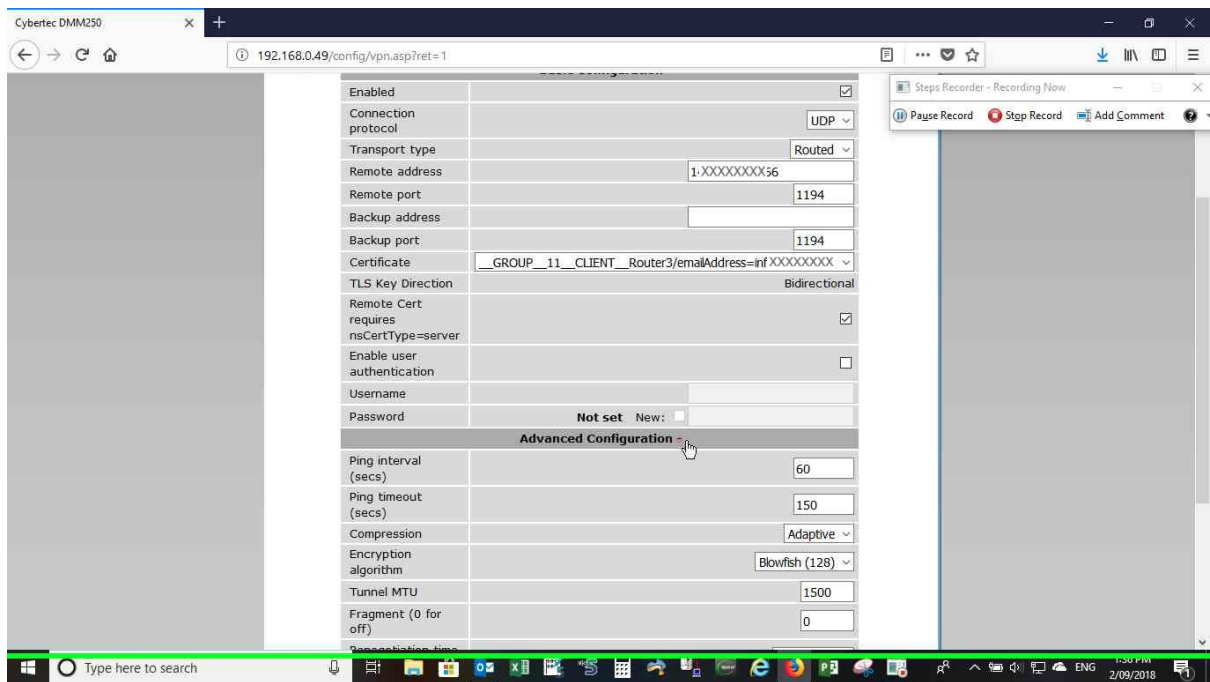 Cybertec DMM250
192.168.0.49/config/vpn.asp?ret=1
Steps Recorder - Recording Now
Pause Record Stop Record Add Comment
Enabled
Connection
protocol
UDP
Transport type Routed
Remote address 1 XXXXXXXX56
Remote port 1194
Backup address
Backup port 1194
Certificate __GROUP__11__CLIENT__Router3/emailAddress=inf XXXXXXXX
TLS Key Direction Bidirectional
Remote Cert
requires
nsCertType=server
Enable user
authentication
Username
Password Not set New:
Advanced Configuration -
Ping interval
(secs)
60
Ping timeout
(secs)
150
Compression Adaptive
Encryption
algorithm
Blowfish (128)
Tunnel MTU 1500
Fragment (0 for
off)
0
Type here to search
ENG
1:30 PM
2/09/2018